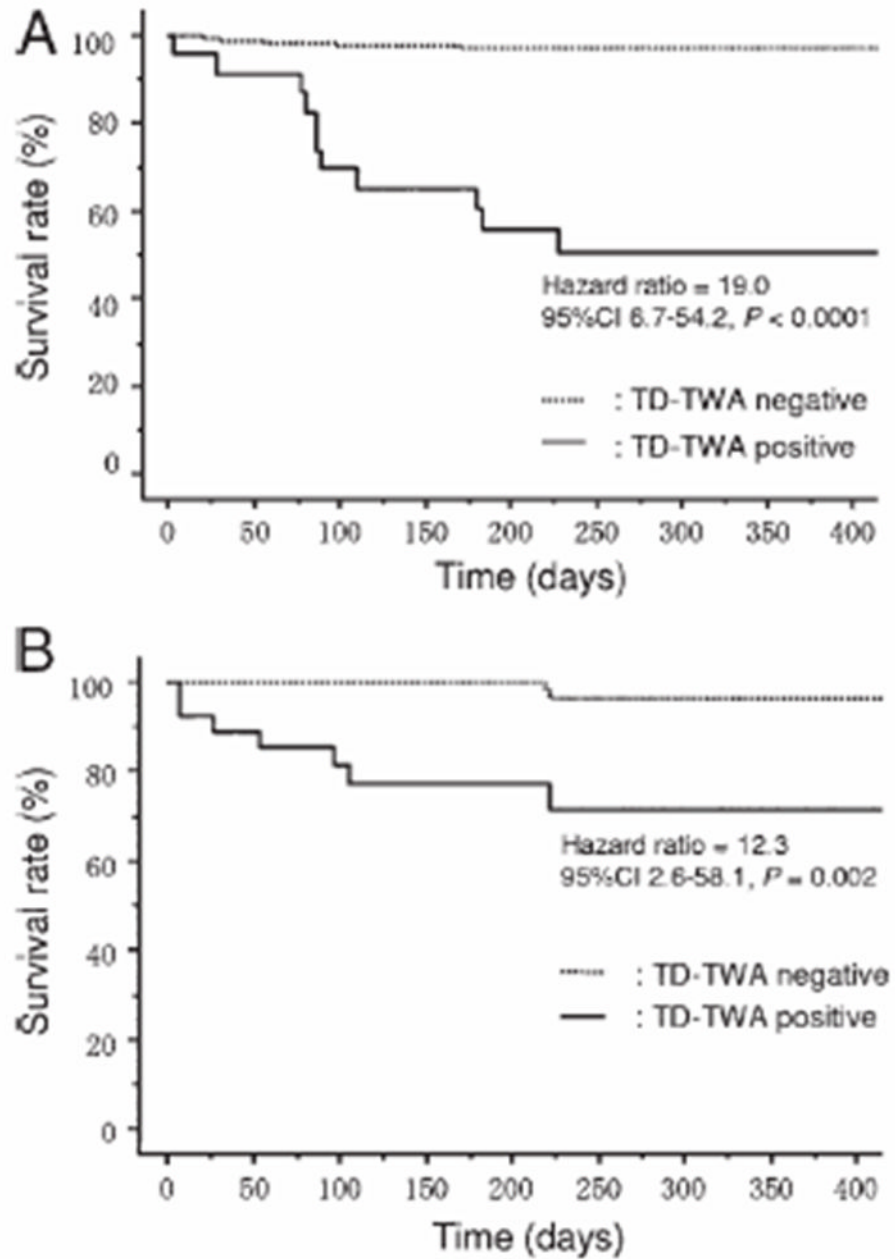 A
100
80
60
40
20
0
Survival rate (%)
Hazard ratio = 19.0
95%CI 6.7-54.2, P < 0.0001
: TD-TWA negative
: TD-TWA positive
0 50 100 150 200 250 300 350 400
Time (days)
B
100
80
60
40
20
0
Survival rate (%)
Hazard ratio = 12.3
95%CI 2.6-58.1, P = 0.002
: TD-TWA negative
: TD-TWA positive
0 50 100 150 200 250 300 350 400
Time (days)